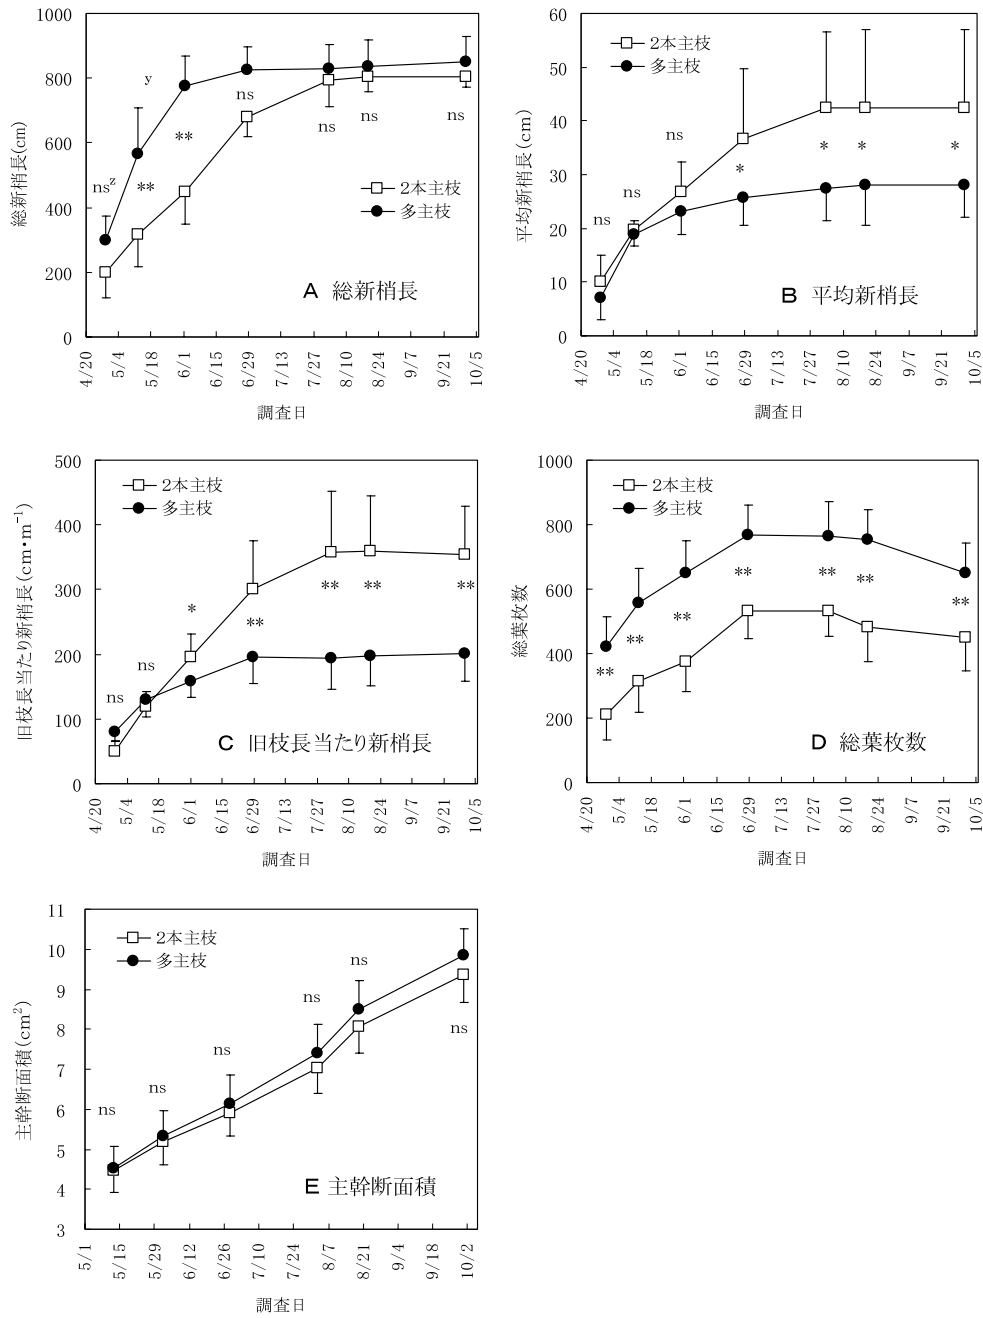 総新梢長(cm)
1000
800
600
400
200
0
ns^z
y
**
**
ns
ns
ns
ns
2本主枝
多主枝
A 総新梢長
4/20
5/4
5/18
6/1
6/15
6/29
7/13
7/27
8/10
8/24
9/7
9/21
10/5
調査日
平均新梢長(cm)
60
50
40
30
20
10
0
2本主枝
多主枝
ns
ns
ns
*
*
*
*
B 平均新梢長
4/20
5/4
5/18
6/1
6/15
6/29
7/13
7/27
8/10
8/24
9/7
9/21
10/5
調査日
旧枝長当たり新梢長(cm・m⁻¹)
500
400
300
200
100
0
2本主枝
多主枝
ns
ns
*
**
**
**
**
C 旧枝長当たり新梢長
4/20
5/4
5/18
6/1
6/15
6/29
7/13
7/27
8/10
8/24
9/7
9/21
10/5
調査日
総葉枚数
1000
800
600
400
200
0
2本主枝
多主枝
**
**
**
**
**
**
**
D 総葉枚数
4/20
5/4
5/18
6/1
6/15
6/29
7/13
7/27
8/10
8/24
9/7
9/21
10/5
調査日
主幹断面積(cm²)
11
10
9
8
7
6
5
4
3
2本主枝
多主枝
ns
ns
ns
ns
ns
ns
E 主幹断面積
5/1
5/15
5/29
6/12
6/26
7/10
7/24
8/7
8/21
9/4
9/18
10/2
調査日